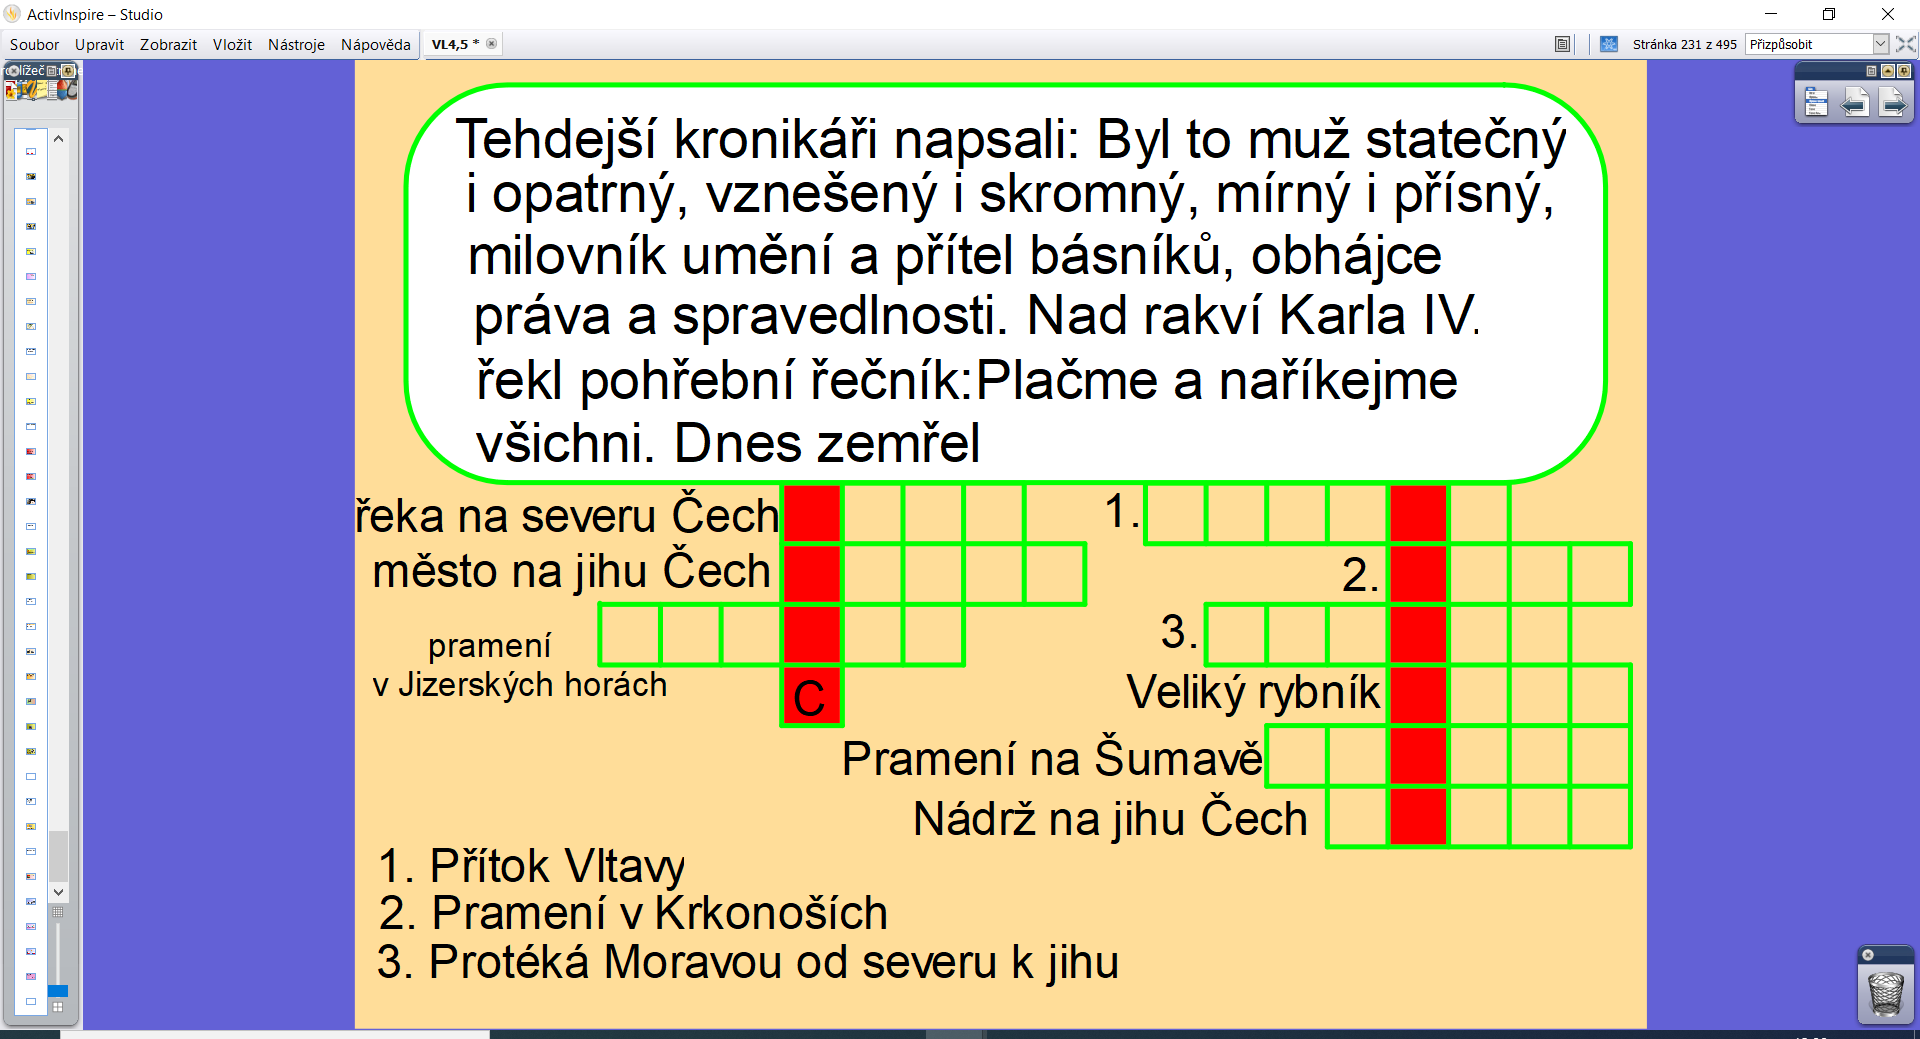 ActivInspire – Studio
Soubor Upravit Zobrazit Vložit Nástroje Nápověda VL4,5 * Stránka 231 z 495 Přizpůsobit
Tehdejší kronikáři napsali: Byl to muž statečný
i opatrný, vznešený i skromný, mírný i přísný,
milovník umění a přítel básníků, obhájce
práva a spravedlnosti. Nad rakví Karla IV.
řekl pohřební řečník:Plačme a naříkejme
všichni. Dnes zemřel
řeka na severu Čech
1.
město na jihu Čech
2.
pramení
v Jizerských horách
3.
C
Veliký rybník
Pramení na Šumavě
Nádrž na jihu Čech
1. Přítok Vltavy
2. Pramení v Krkonoších
3. Protéká Moravou od severu k jihu